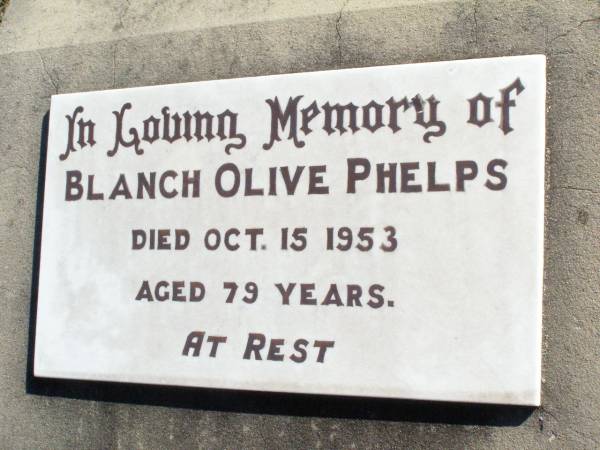 In Loving Memory of
BLANCH OLIVE PHELPS
DIED OCT. 15 1953
AGED 79 YEARS.
AT REST